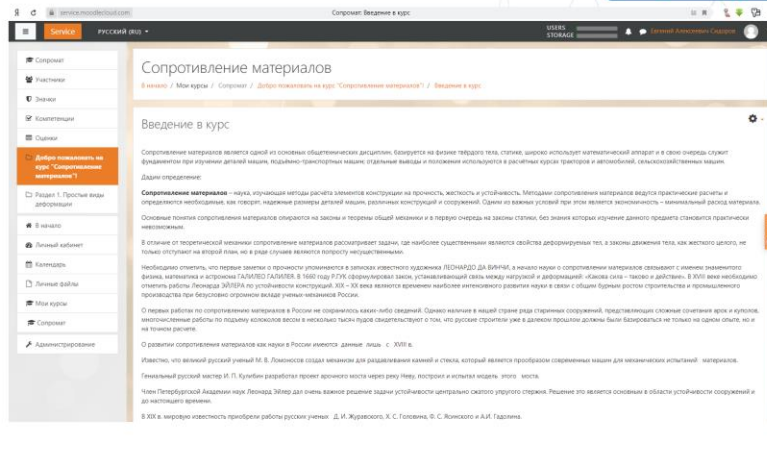 Я
service.moodlecloud.com
Сопромат: Введение в курс
Service
РУССКИЙ (RU)
USERS
STORAGE
Евгений Алексеевич Сидоров
Сопромат
Участники
Значки
Компетенции
Оценки
Добро пожаловать на
курс "Сопротивление
материалов"!
Раздел 1. Простые виды
деформации
В начало
Личный кабинет
Календарь
Личные файлы
Мои курсы
Сопромат
Администрирование
Сопротивление материалов
В начало / Мои курсы / Сопромат / Добро пожаловать на курс "Сопротивление материалов"! / Введение в курс
Введение в курс
Сопротивление материалов является одной из основных общетехнических дисциплин; базируется на физике твёрдого тела, статике, широко использует математический аппарат и в свою очередь служит
фундаментом при изучении деталей машин, подъёмно-транспортных машин; отдельные выводы и положения используются в расчётных курсах тракторов и автомобилей, сельскохозяйственных машин.
Дадим определение:
Сопротивление материалов – наука, изучающая методы расчёта элементов конструкции на прочность, жесткость и устойчивость. Методами сопротивления материалов ведутся практические расчеты и
определяются необходимые, как говорят, надежные размеры деталей машин, различных конструкций и сооружений. Одним из важных условий при этом является экономичность – минимальный расход материала.
Основные понятия сопротивления материалов опираются на законы и теоремы общей механики и в первую очередь на законы статики, без знания которых изучение данного предмета становится практически
невозможным.
В отличие от теоретической механики сопротивление материалов рассматривает задачи, где наиболее существенными являются свойства деформируемых тел, а законы движения тела, как жесткого целого, не
только отступают на второй план, но в ряде случаев являются попросту несущественными.
Необходимо отметить, что первые заметки о прочности упоминаются в записках известного художника ЛЕОНАРДО ДА ВИНЧИ, а начало науки о сопротивлении материалов связывают с именем знаменитого
физика, математика и астронома ГАЛИЛЕО ГАЛИЛЕЯ. В 1660 году Р.ГУК сформулировал закон, устанавливающий связь между нагрузкой и деформацией: «Какова сила – таково и действие». В XVIII веке необходимо
отметить работы Леонарда ЭЙЛЕРА по устойчивости конструкций. XIX – XX века являются временем наиболее интенсивного развития науки в связи с общим бурным ростом строительства и промышленного
производства при безусловно огромном вкладе ученых-механиков России.
О первых работах по сопротивлению материалов в России не сохранилось каких-либо сведений. Однако наличие в нашей стране ряда старинных сооружений, представляющих сложные сочетания арок и куполов,
многочисленные работы по подъему колоколов весом в несколько тысяч пудов свидетельствуют о том, что русские строители уже в далеком прошлом должны были базироваться не только на одном опыте, но и
на точном расчете.
О развитии сопротивления материалов как науки в России имеются данные лишь с XVIII в.
Известно, что великий русский ученый М. В. Ломоносов создал механизм для раздавливания камней и стекла, который является прообразом современных машин для механических испытаний материалов.
Гениальный русский мастер И. П. Кулибин разработал проект арочного моста через реку Неву, построил и испытал модель этого моста.
Член Петербургской Академии наук Леонард Эйлер дал очень важное решение задачи устойчивости центрально сжатого упругого стержня. Решение это является основным в области устойчивости сооружений и
до настоящего времени.
В XIX в. мировую известность приобрели работы русских ученых Д. И. Журавского, Х. С. Головина, Ф. С. Ясинского и А.И. Гадолина.